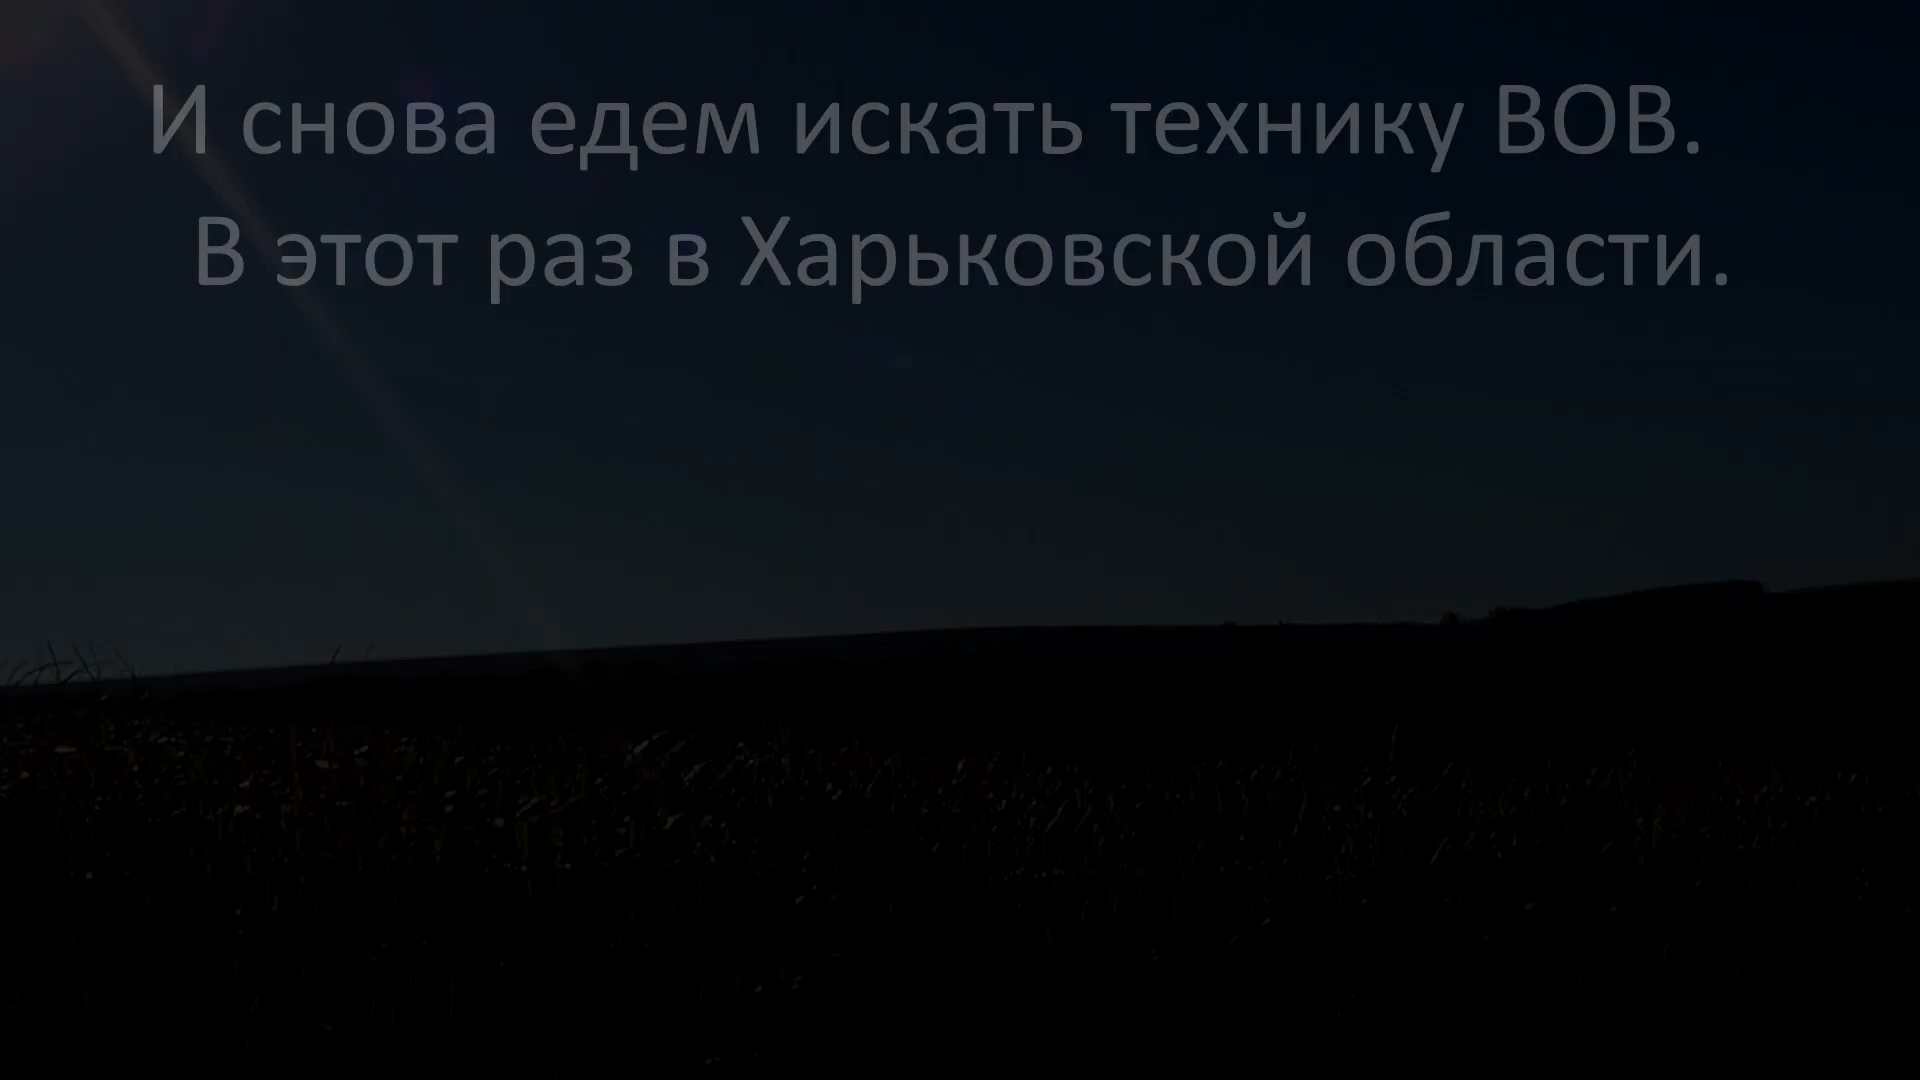 И снова едем искать технику ВОВ.
В этот раз в Харьковской области.